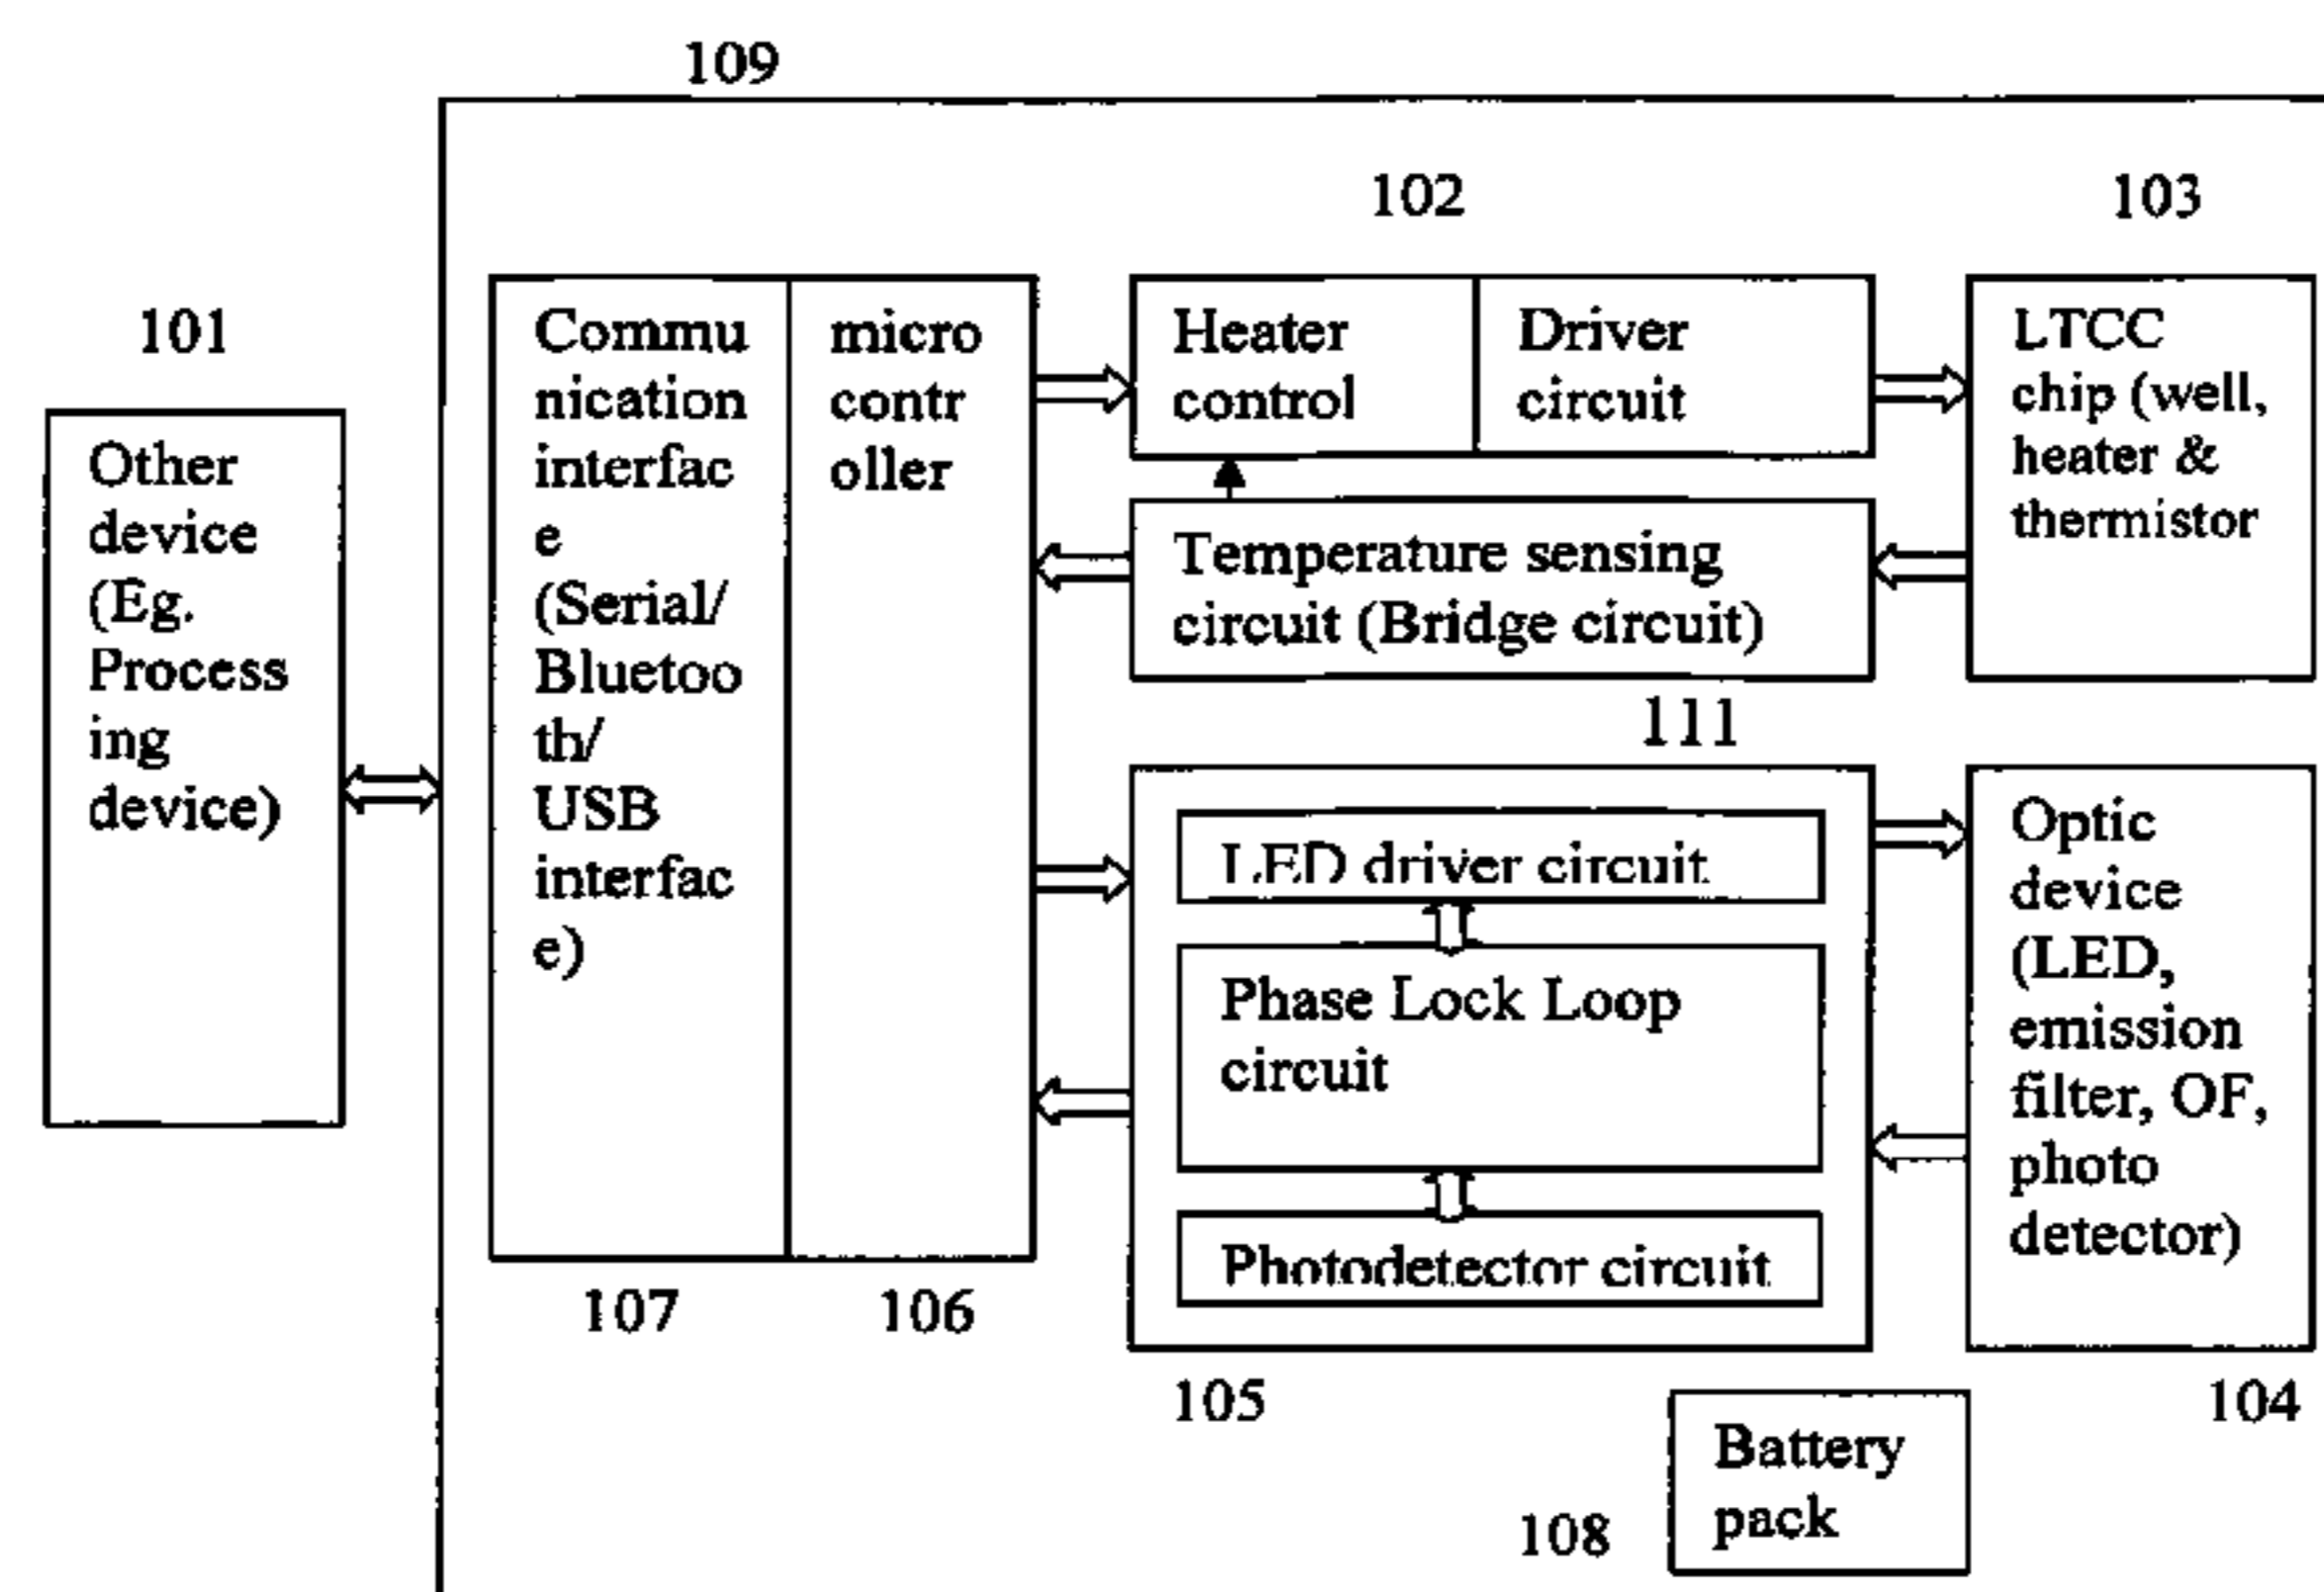 109
102
103
101
Other
device
(Eg.
Process
ing
device)
Commu
nication
interfac
e
(Serial/
Bluetoo
th/
USB
interfac
e)
micro
contr
oller
Heater
control
Driver
circuit
LTCC
chip (well,
heater &
thermistor
Temperature sensing
circuit (Bridge circuit)
111
LED driver circuit
Phase Lock Loop
circuit
Photodetector circuit
Optic
device
(LED,
emission
filter, OF,
photo
detector)
107
106
105
104
Battery
pack
108